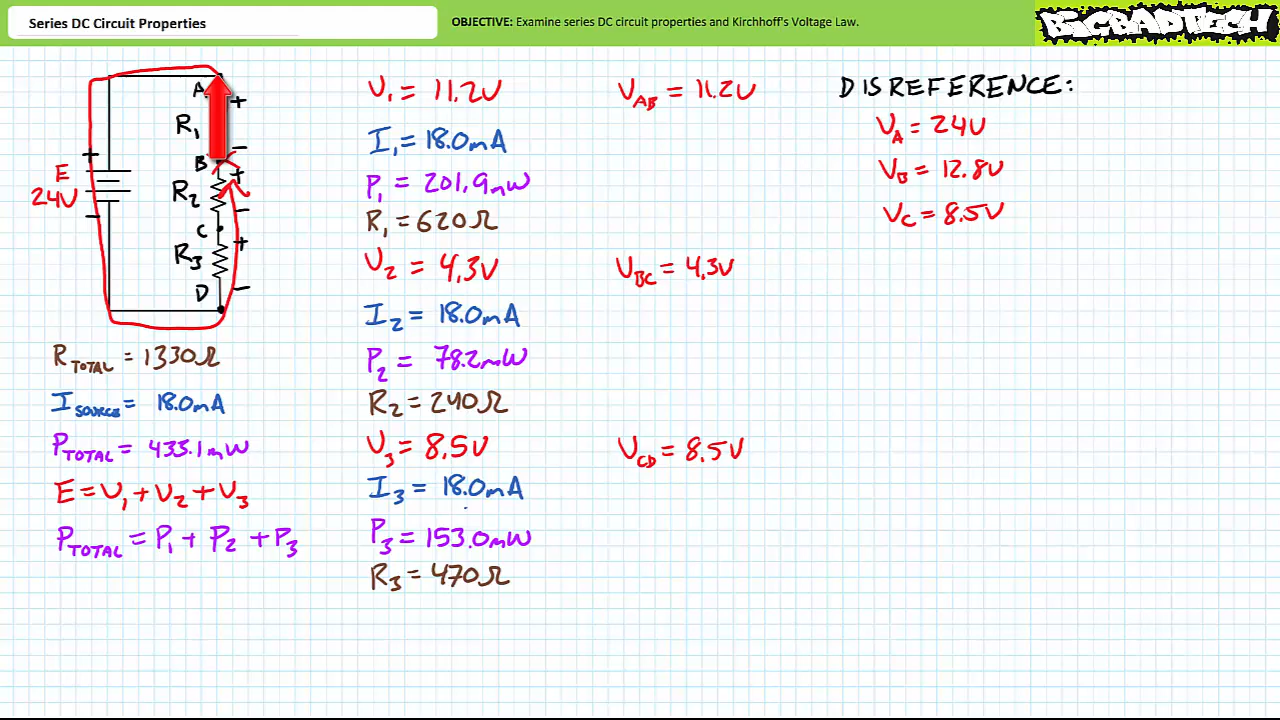 Series DC Circuit Properties
OBJECTIVE: Examine series DC circuit properties and Kirchhoff's Voltage Law.
BIGBADTECH
A
+
R1
−
B
+
E
24V
+
−
R2
−
C
+
R3
D
−
RTOTAL = 1330Ω
ISOURCE = 18.0mA
PTOTAL = 433.1mW
E = V1 + V2 + V3
PTOTAL = P1 + P2 + P3
V1 = 11.2V
I1 = 18.0mA
P1 = 201.9mW
R1 = 620Ω
V2 = 4.3V
I2 = 18.0mA
P2 = 78.2mW
R2 = 240Ω
V3 = 8.5V
I3 = 18.0mA
P3 = 153.0mW
R3 = 470Ω
VAB = 11.2V
VBC = 4.3V
VCD = 8.5V
D IS REFERENCE:
VA = 24V
VB = 12.8V
VC = 8.5V